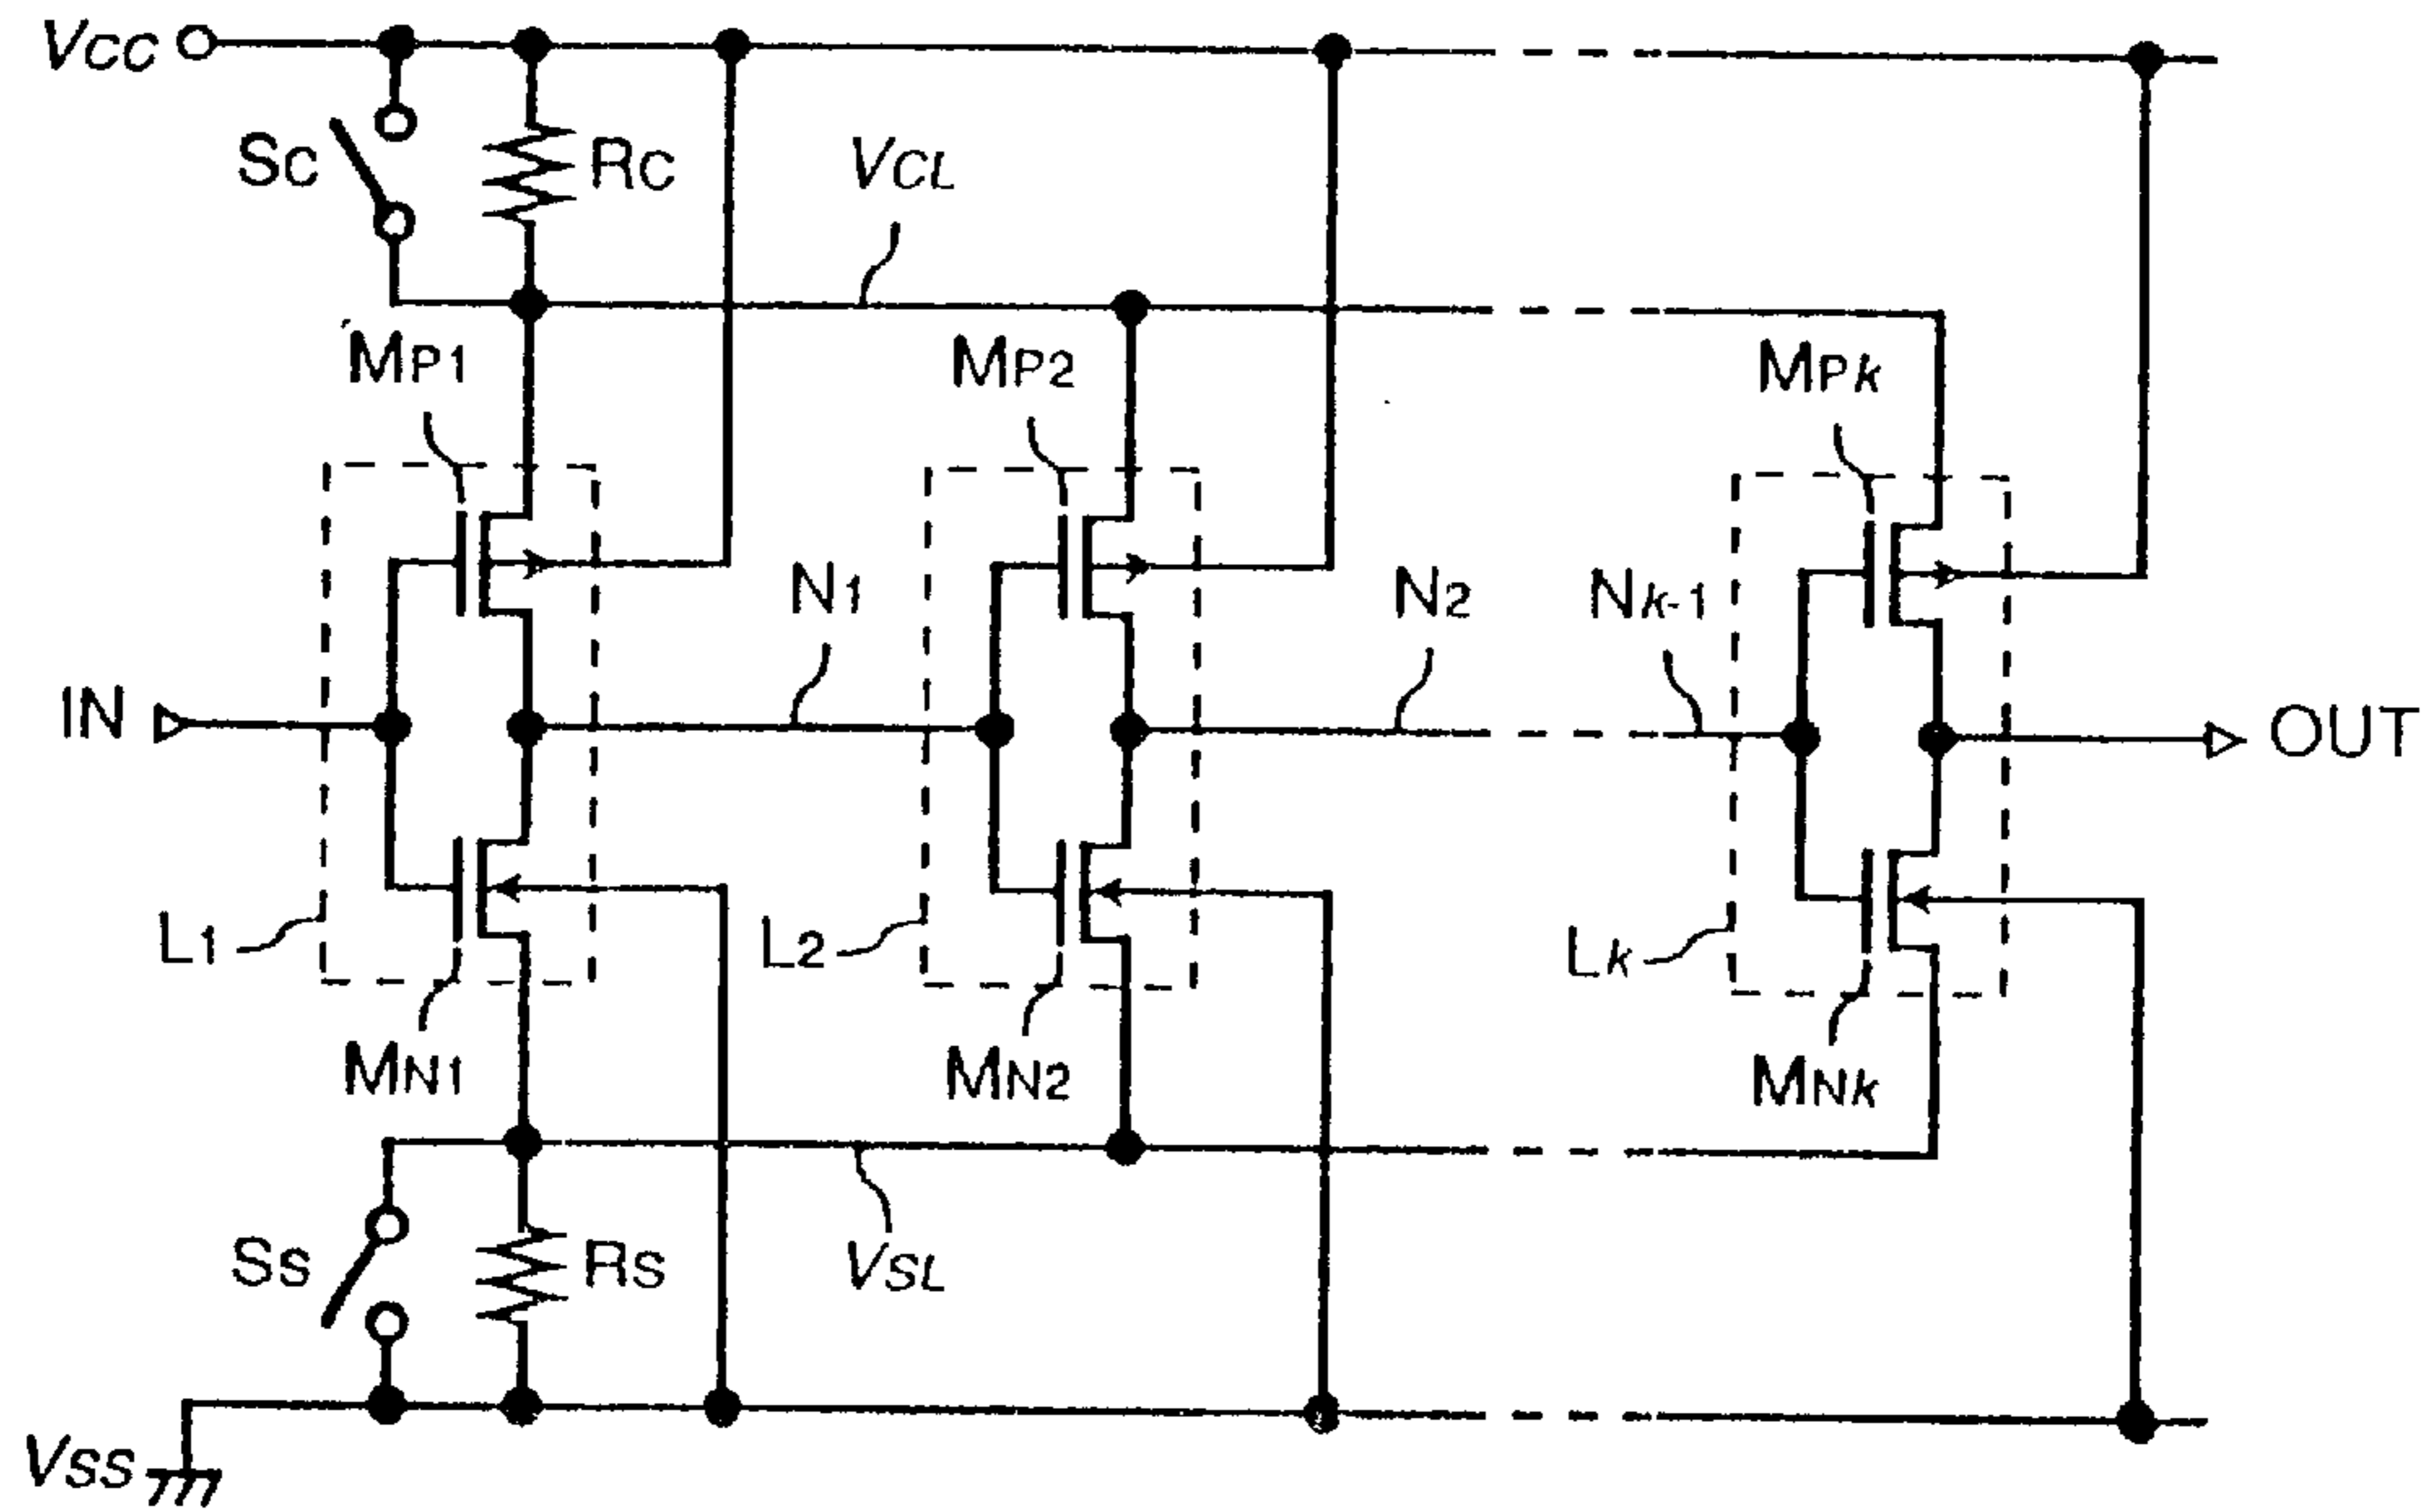 VCC
SC
RC
VCL
MP1
MP2
MPk
N1
N2
Nk-1
IN
OUT
L1
L2
Lk
MN1
MN2
MNk
SS
RS
VSL
VSS